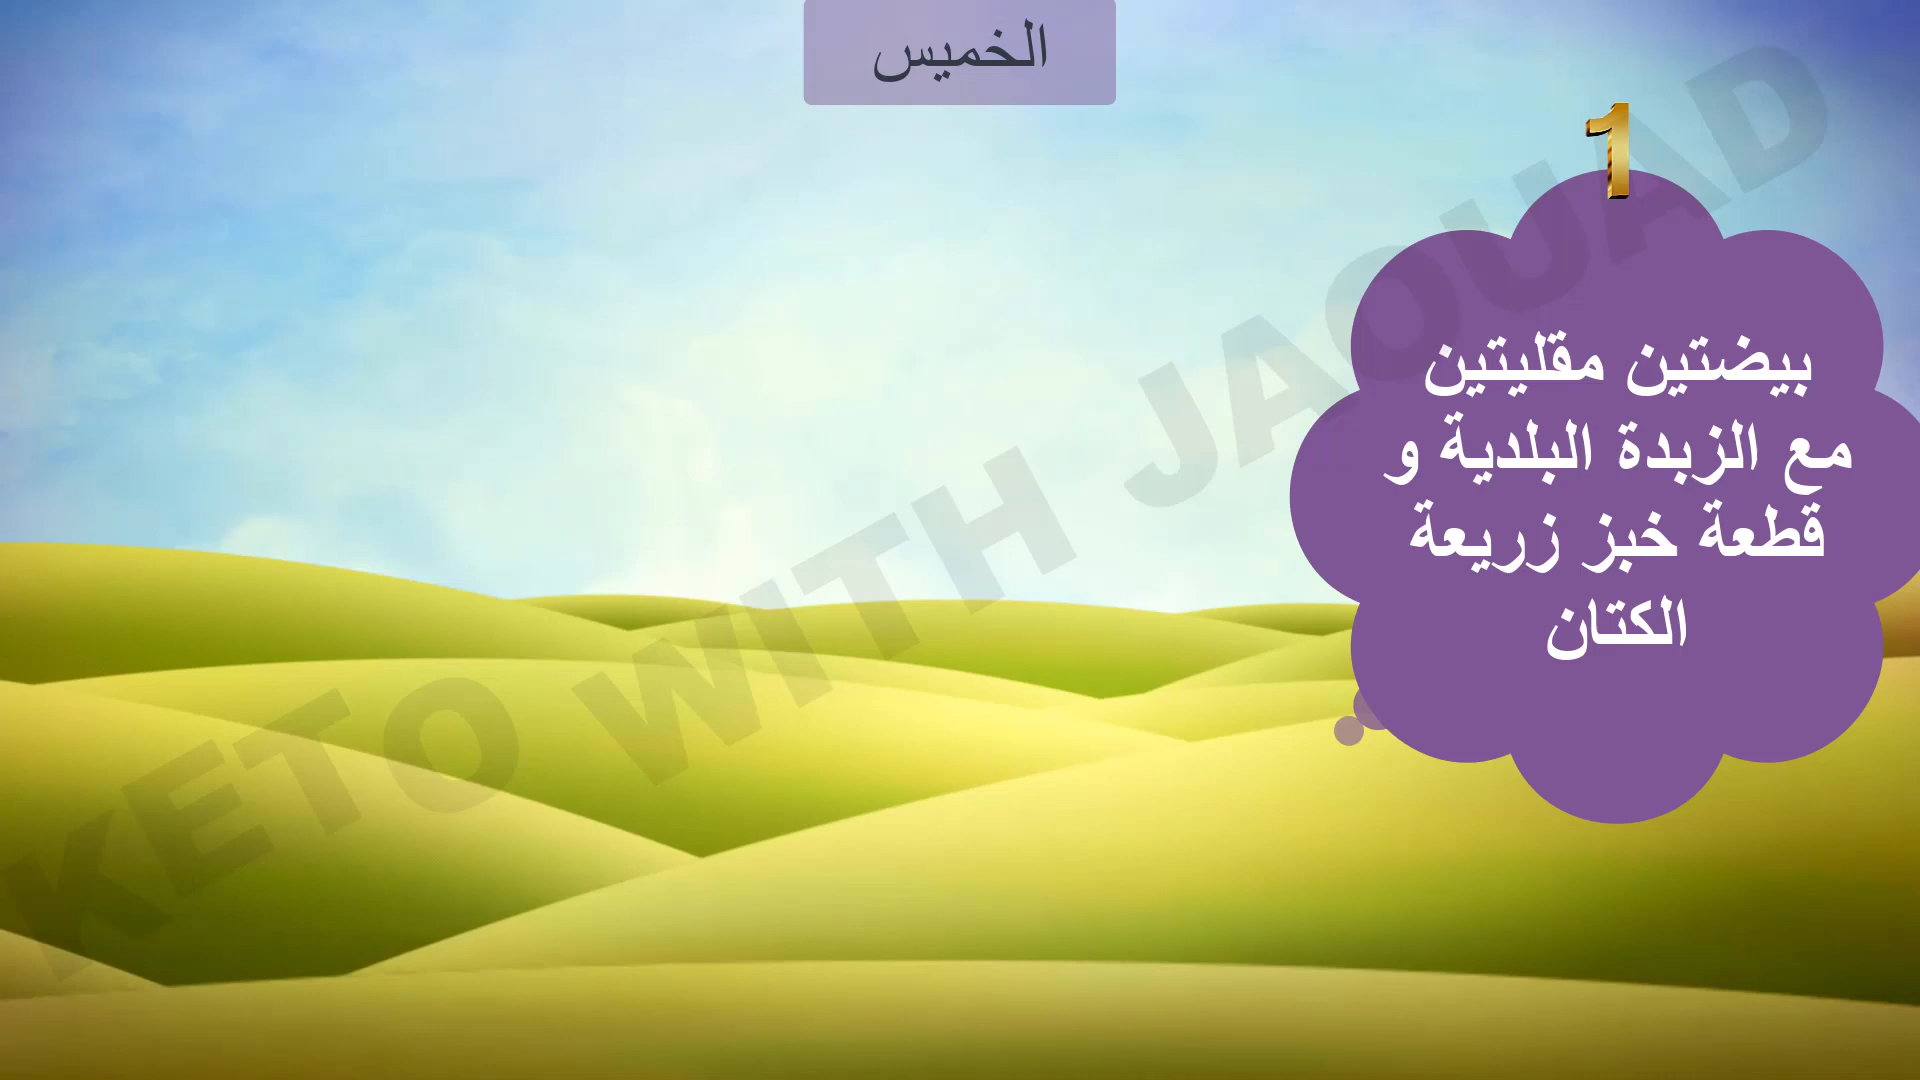 الخميس
1
بيضتين مقليتين
مع الزبدة البلدية و
قطعة خبز زريعة
الكتان
KETO WITH JAOUAD